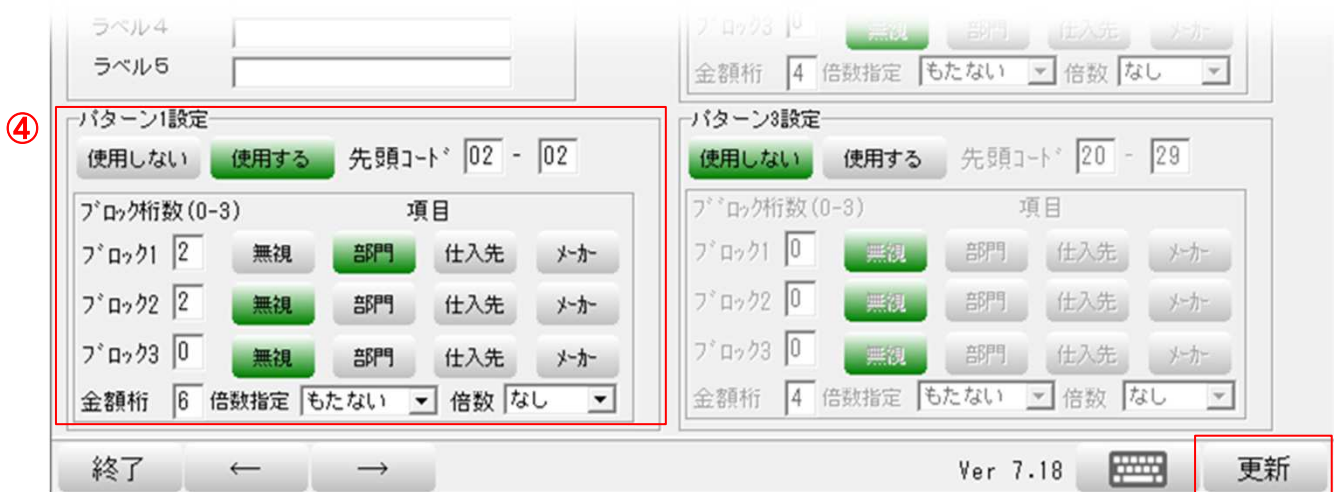 ラベル4
ラベル5
ブロック3 0 無視 部門 仕入先 メーカー
金額桁 4 倍数指定 もたない 倍数 なし
④
パターン1設定
使用しない 使用する 先頭コード 02 - 02
ブロック桁数(0-3) 項目
ブロック1 2 無視 部門 仕入先 メーカー
ブロック2 2 無視 部門 仕入先 メーカー
ブロック3 0 無視 部門 仕入先 メーカー
金額桁 6 倍数指定 もたない 倍数 なし
パターン3設定
使用しない 使用する 先頭コード 20 - 29
ブロック桁数(0-3) 項目
ブロック1 0 無視 部門 仕入先 メーカー
ブロック2 0 無視 部門 仕入先 メーカー
ブロック3 0 無視 部門 仕入先 メーカー
金額桁 4 倍数指定 もたない 倍数 なし
終了 ← → Ver 7.18 更新